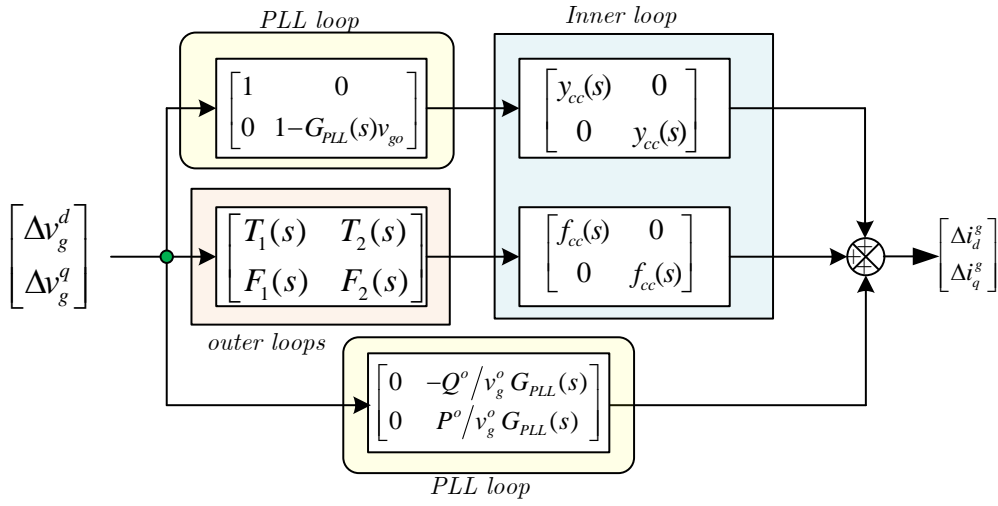 PLL loop
Inner loop
1 0
0 1−G_PLL(s)v_go
y_cc(s) 0
0 y_cc(s)
Δv_g^d
Δv_g^q
T_1(s) T_2(s)
F_1(s) F_2(s)
f_cc(s) 0
0 f_cc(s)
Δi_d^g
Δi_q^g
outer loops
0 −Q^o/v_g^o G_PLL(s)
0 P^o/v_g^o G_PLL(s)
PLL loop